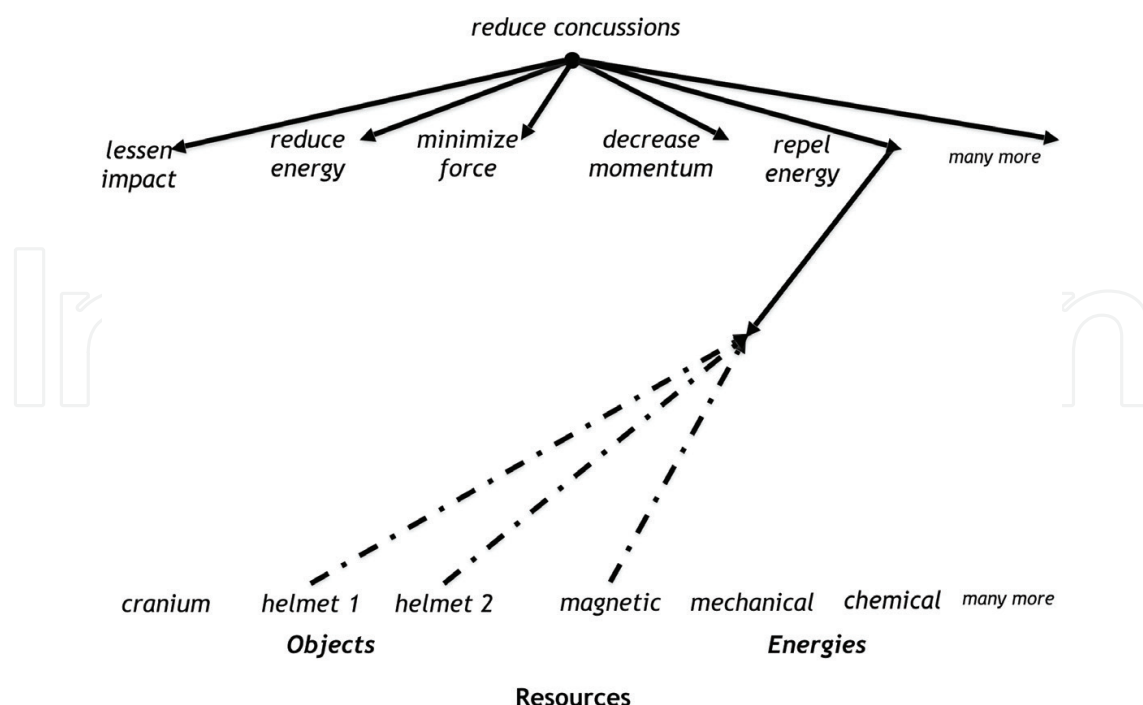 reduce concussions
lessen
impact
reduce
energy
minimize
force
decrease
momentum
repel
energy
many more
cranium
helmet 1
helmet 2
magnetic
mechanical
chemical
many more
Objects
Energies
Resources